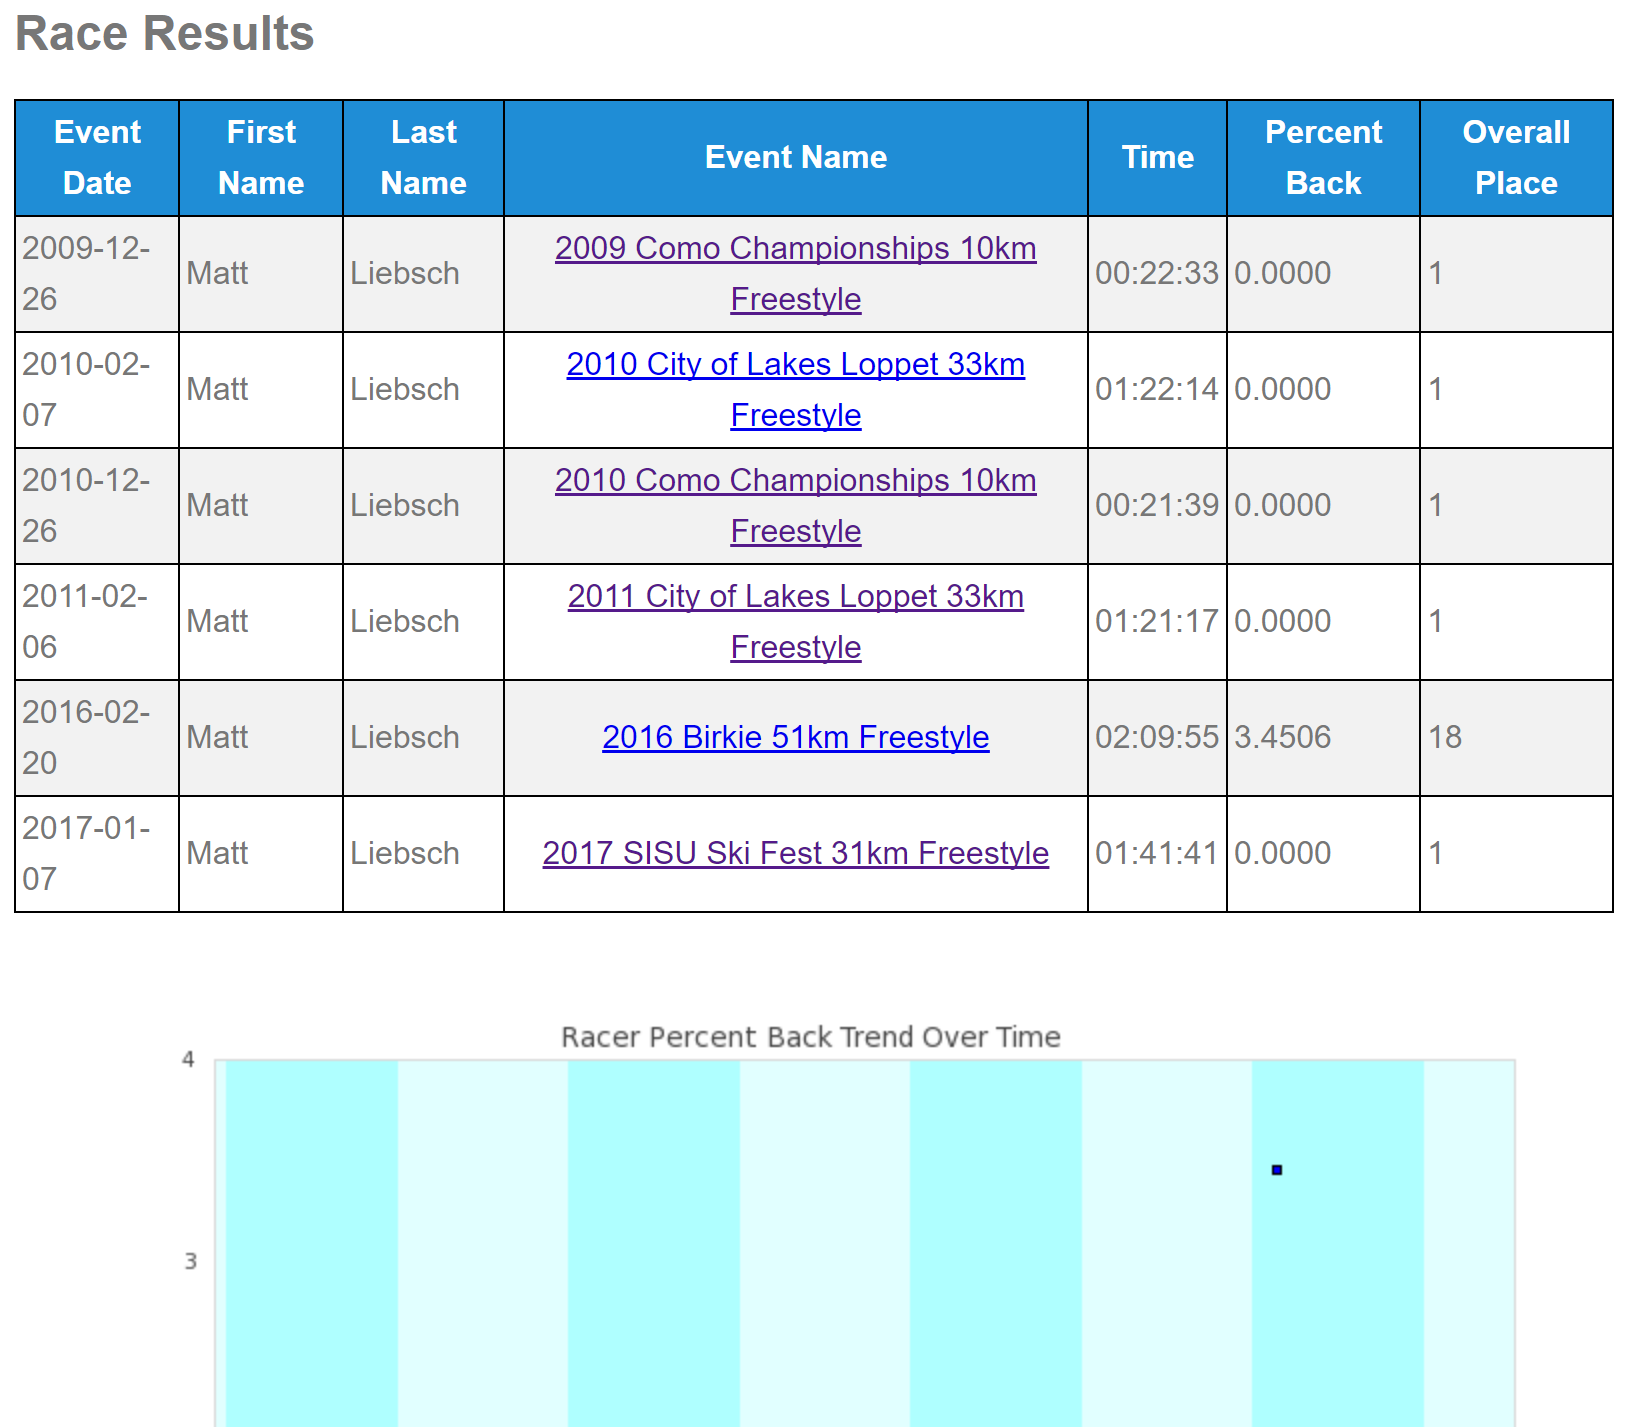 Race Results
Event Date First Name Last Name Event Name Time Percent Back Overall Place
2009-12-26 Matt Liebsch 2009 Como Championships 10km Freestyle 00:22:33 0.0000 1
2010-02-07 Matt Liebsch 2010 City of Lakes Loppet 33km Freestyle 01:22:14 0.0000 1
2010-12-26 Matt Liebsch 2010 Como Championships 10km Freestyle 00:21:39 0.0000 1
2011-02-06 Matt Liebsch 2011 City of Lakes Loppet 33km Freestyle 01:21:17 0.0000 1
2016-02-20 Matt Liebsch 2016 Birkie 51km Freestyle 02:09:55 3.4506 18
2017-01-07 Matt Liebsch 2017 SISU Ski Fest 31km Freestyle 01:41:41 0.0000 1
Racer Percent Back Trend Over Time
4
3